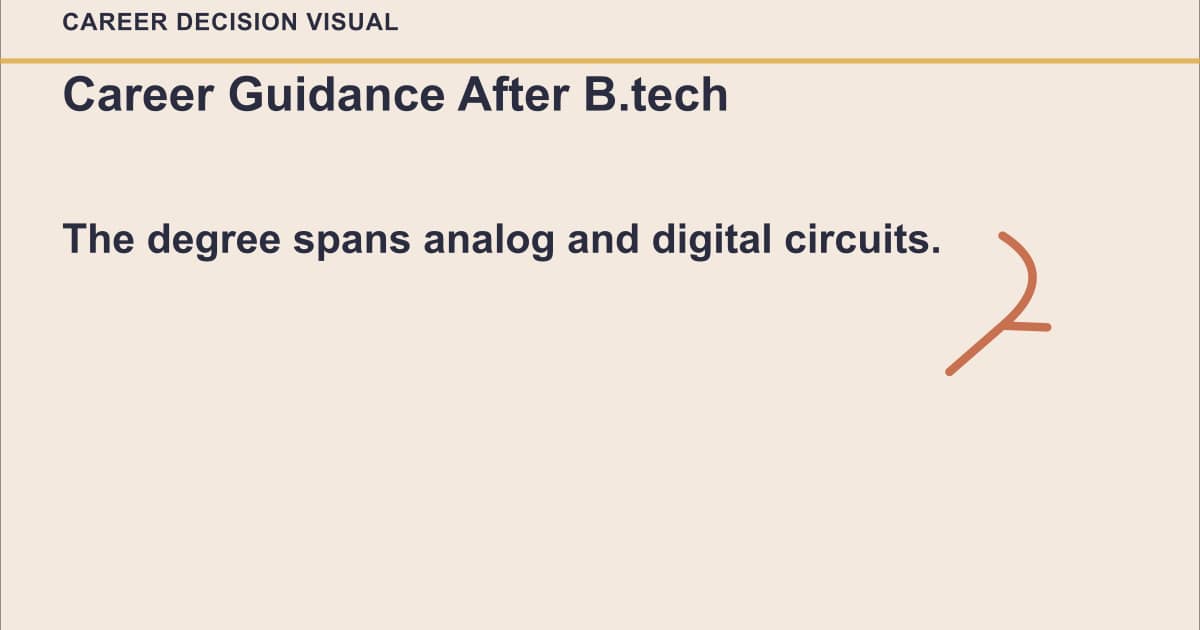 CAREER DECISION VISUAL
Career Guidance After B.tech
The degree spans analog and digital circuits.